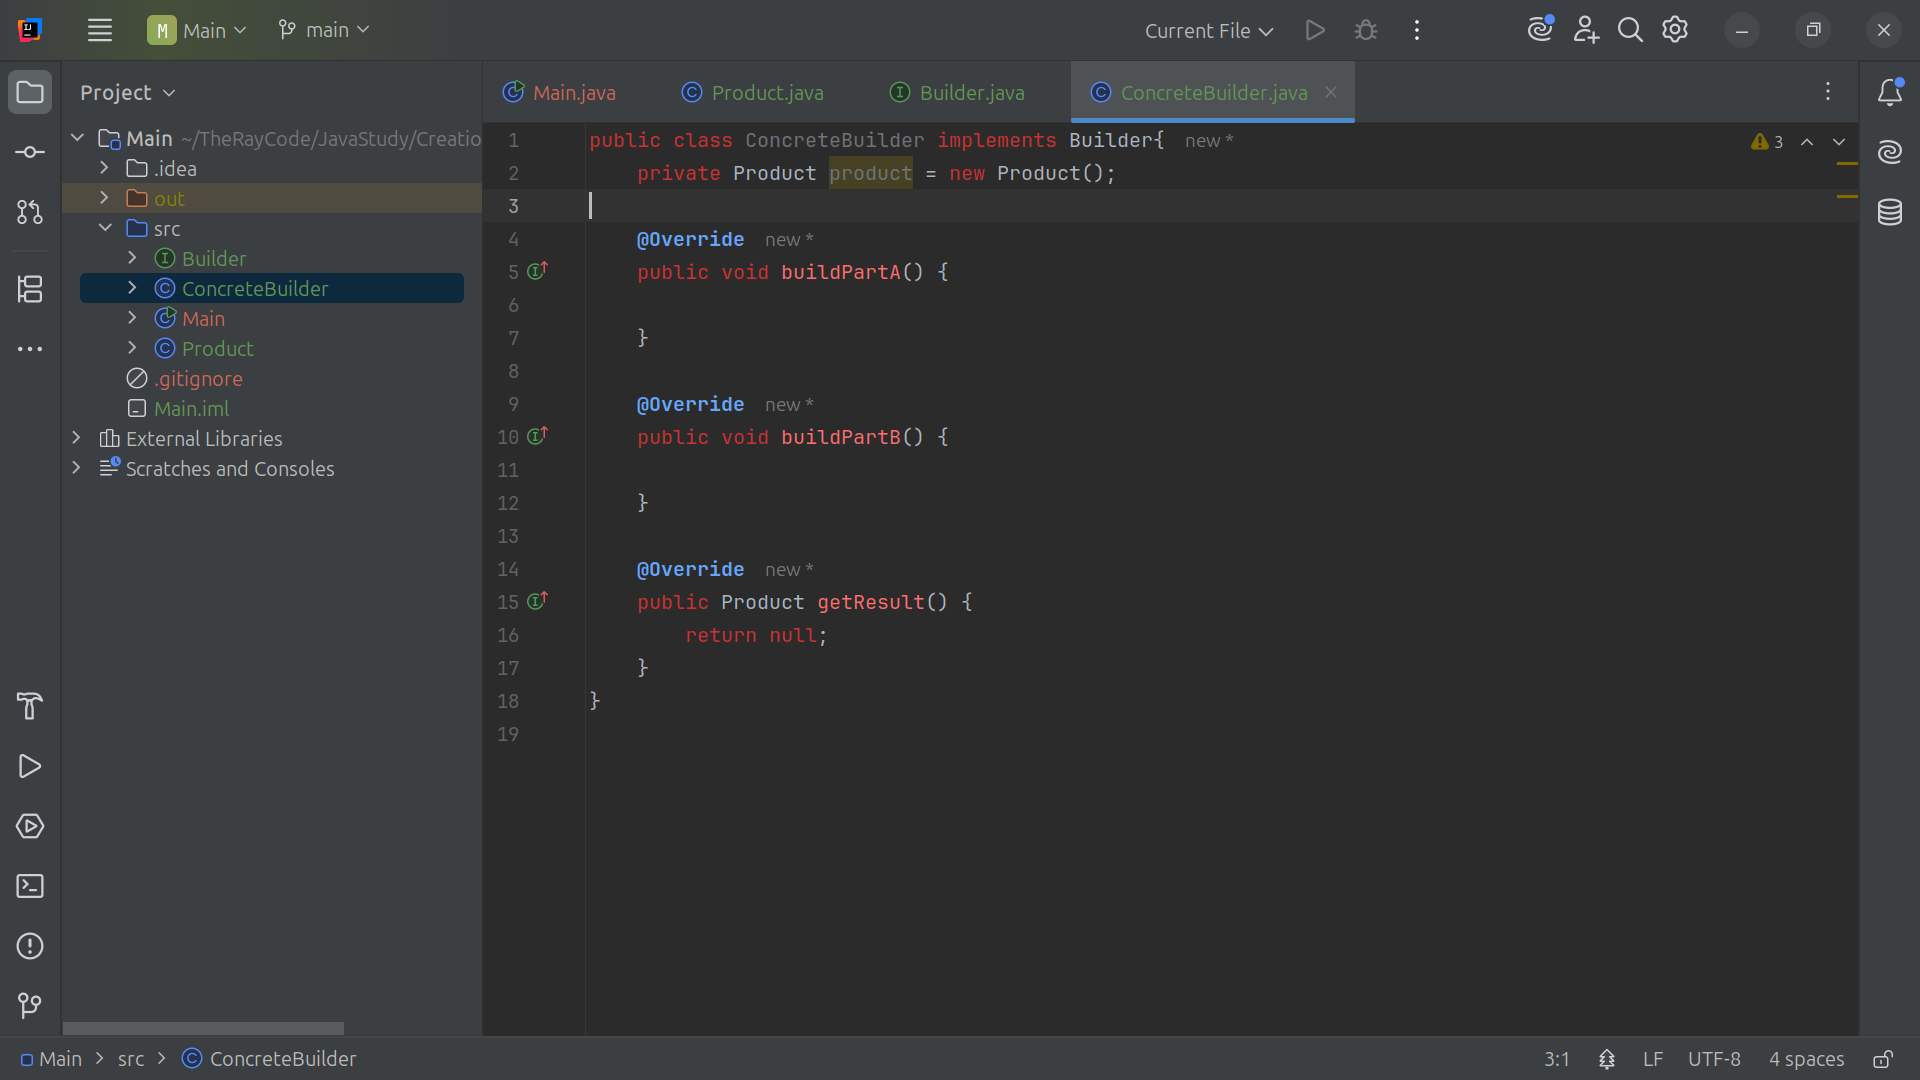 M Main main Current File
Project
Main ~/TheRayCode/JavaStudy/Creatio
.idea
out
src
Builder
ConcreteBuilder
Main
Product
.gitignore
Main.iml
External Libraries
Scratches and Consoles
Main.java Product.java Builder.java ConcreteBuilder.java
1 public class ConcreteBuilder implements Builder{ new *
3
2 private Product product = new Product();
3
4 @Override new *
5 public void buildPartA() {
6
7 }
8
9 @Override new *
10 public void buildPartB() {
11
12 }
13
14 @Override new *
15 public Product getResult() {
16 return null;
17 }
18 }
19
Main > src > ConcreteBuilder
3:1 LF UTF-8 4 spaces